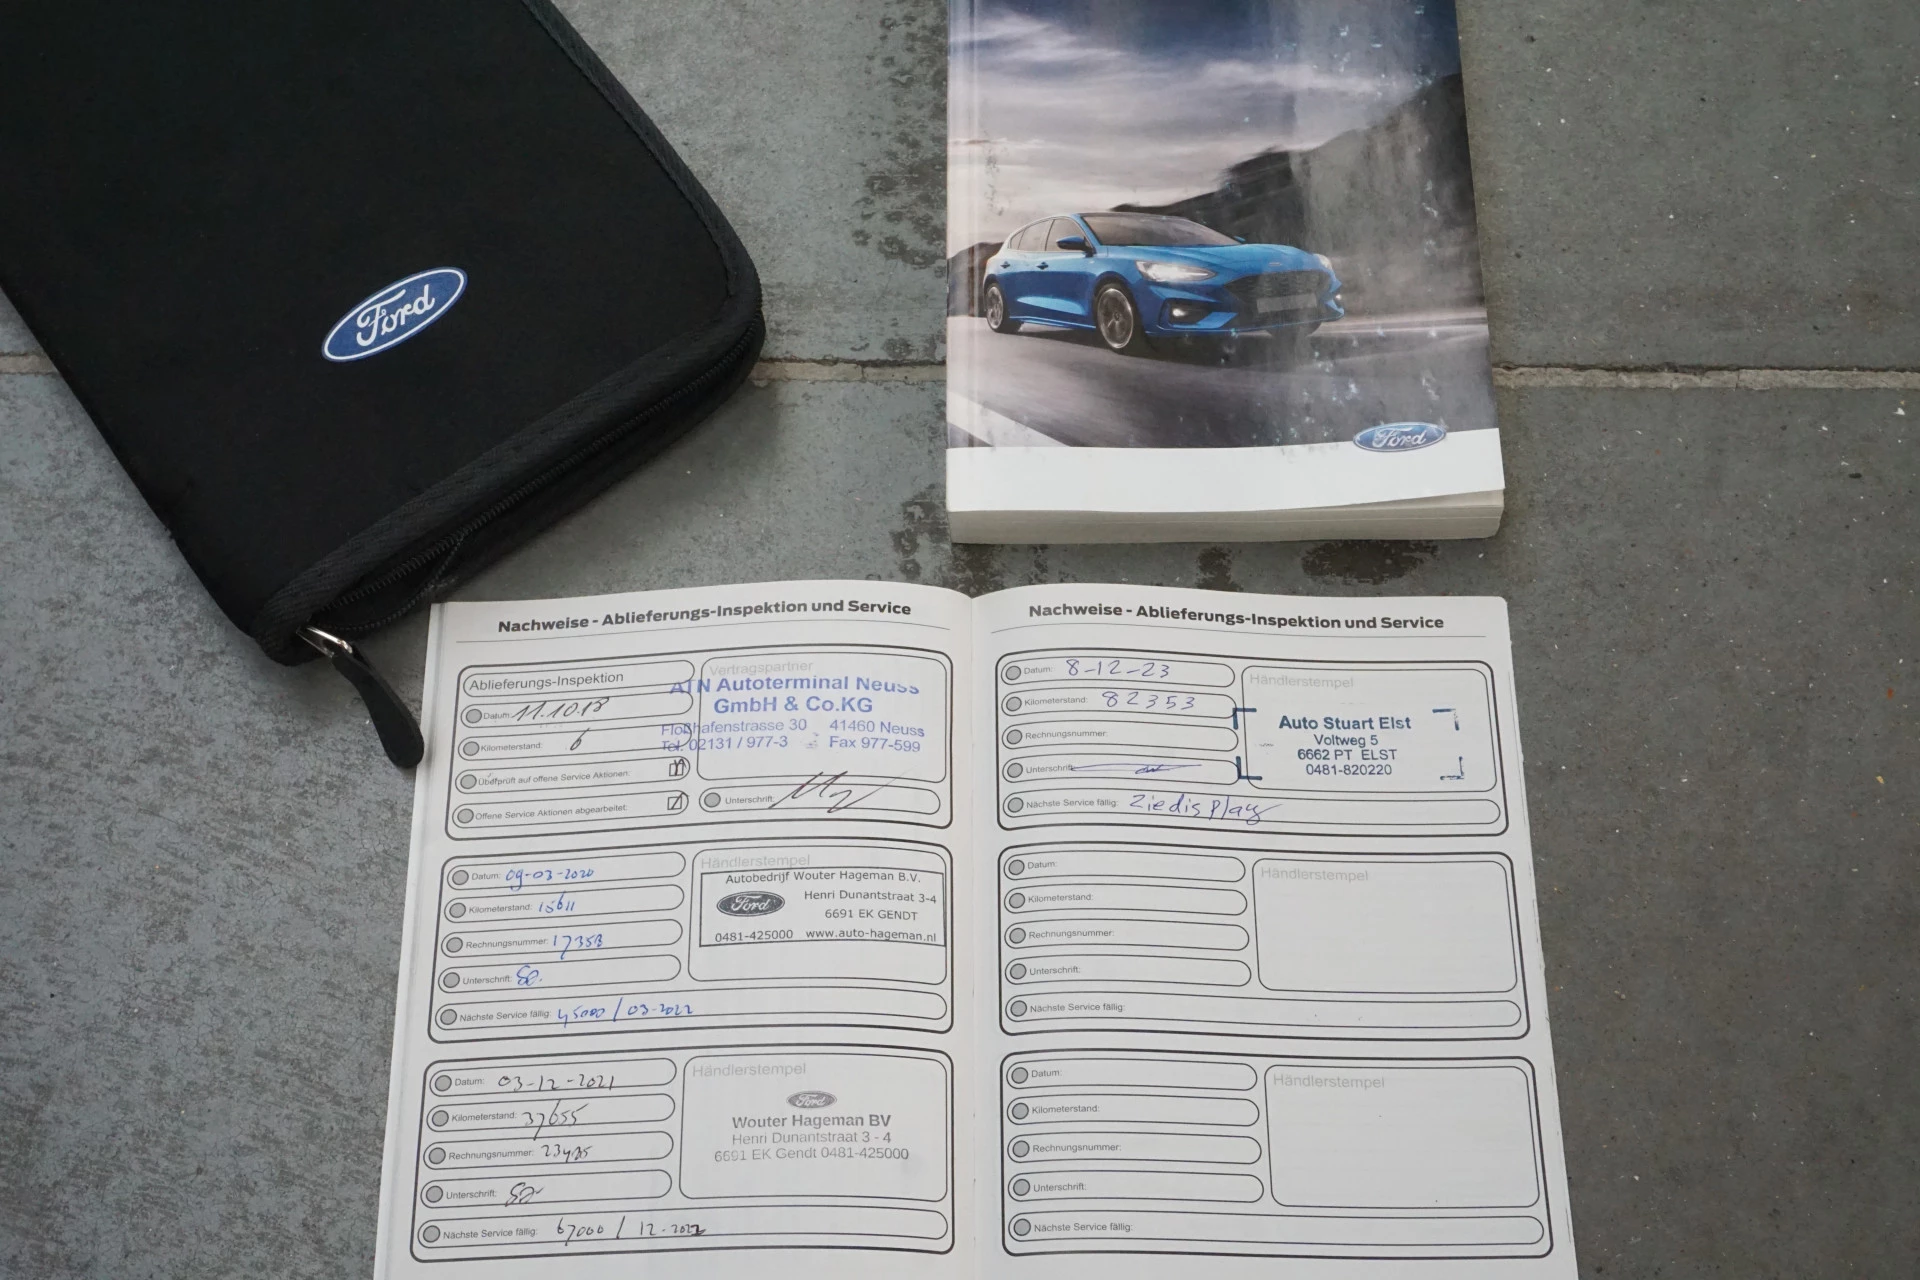 Ford
Ford
Nachweise - Ablieferungs-Inspektion und Service
Ablieferungs-Inspektion
Datum: 11.10.18
Kilometerstand: 6
Überprüft auf offene Service Aktionen:
Offene Service Aktionen abgearbeitet:
Vertragspartner
ATN Autoterminal Neuss
GmbH & Co.KG
Floßhafenstrasse 30 41460 Neuss
Tel. 02131 / 977-3 Fax 977-599
Unterschrift:
Datum: 09-03-2020
Kilometerstand: 15611
Rechnungsnummer: 17353
Unterschrift:
Nächste Service fällig: 45000 / 03-2022
Händlerstempel
Autobedrijf Wouter Hageman B.V.
Ford
Henri Dunantstraat 3-4
6691 EK GENDT
0481-425000 www.auto-hageman.nl
Datum: 03-12-2021
Kilometerstand: 37655
Rechnungsnummer:
Unterschrift:
Nächste Service fällig: 67000 / 12-2022
Händlerstempel
Ford
Wouter Hageman BV
Henri Dunantstraat 3 - 4
6691 EK Gendt 0481-425000
Nachweise - Ablieferungs-Inspektion und Service
Datum: 8-12-23
Kilometerstand: 82353
Rechnungsnummer:
Unterschrift:
Nächste Service fällig: Ziedisplay
Händlerstempel
Auto Stuart Elst
Voltweg 5
6662 PT ELST
0481-820220
Datum:
Kilometerstand:
Rechnungsnummer:
Unterschrift:
Nächste Service fällig:
Händlerstempel
Datum:
Kilometerstand:
Rechnungsnummer:
Unterschrift:
Nächste Service fällig:
Händlerstempel